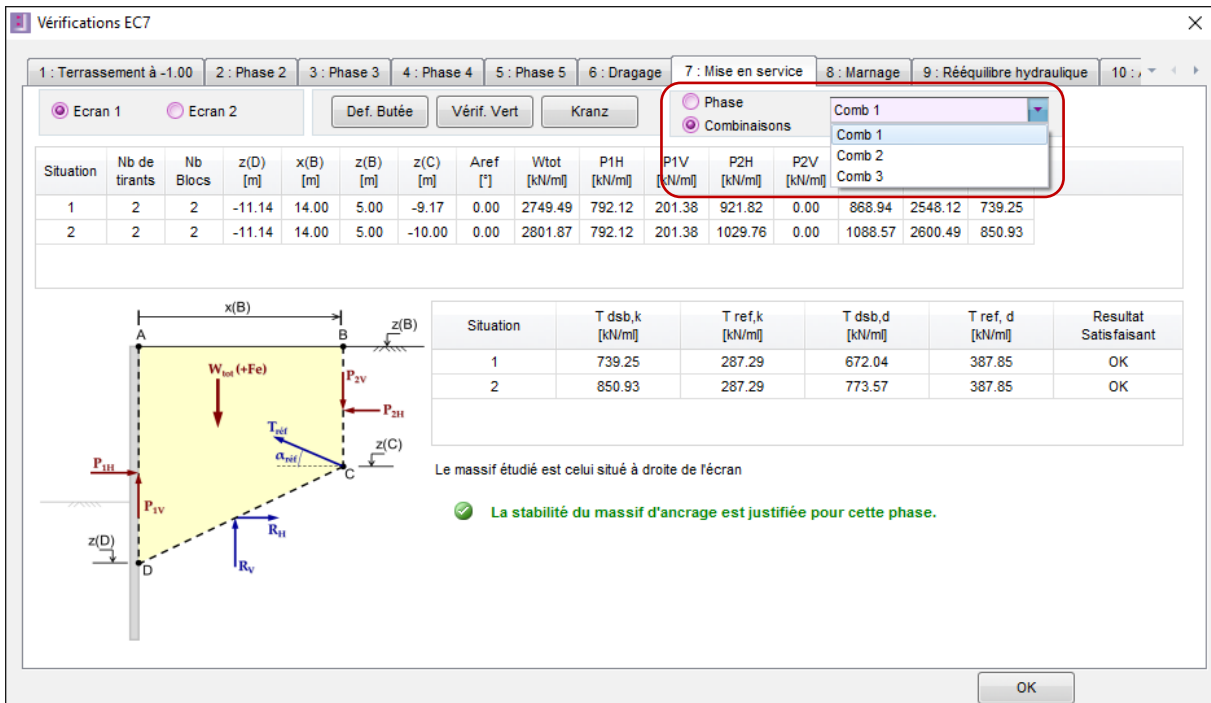 Vérifications EC7
1 : Terrassement à -1.00 2 : Phase 2 3 : Phase 3 4 : Phase 4 5 : Phase 5 6 : Dragage 7 : Mise en service 8 : Marnage 9 : Rééquilibre hydraulique 10 :
Ecran 1 Ecran 2 Def. Butée Vérif. Vert Kranz Phase Combinaisons Comb 1
Comb 1
Comb 2
Comb 3
Situation Nb de tirants Nb Blocs z(D) [m] x(B) [m] z(B) [m] z(C) [m] Aref [°] Wtot [kN/ml] P1H [kN/ml] P1V [kN/ml] P2H [kN/ml] P2V [kN/ml]
1 2 2 -11.14 14.00 5.00 -9.17 0.00 2749.49 792.12 201.38 921.82 0.00 868.94 2548.12 739.25
2 2 2 -11.14 14.00 5.00 -10.00 0.00 2801.87 792.12 201.38 1029.76 0.00 1088.57 2600.49 850.93
x(B)
A B z(B)
Wtot (+Fe)
P2V
P2H
Tréf
αréf
z(C)
C
P1H
P1V
RH
z(D)
D
RV
Situation T dsb,k [kN/ml] T ref,k [kN/ml] T dsb,d [kN/ml] T ref, d [kN/ml] Resultat Satisfaisant
1 739.25 287.29 672.04 387.85 OK
2 850.93 287.29 773.57 387.85 OK
Le massif étudié est celui situé à droite de l'écran
La stabilité du massif d'ancrage est justifiée pour cette phase.
OK